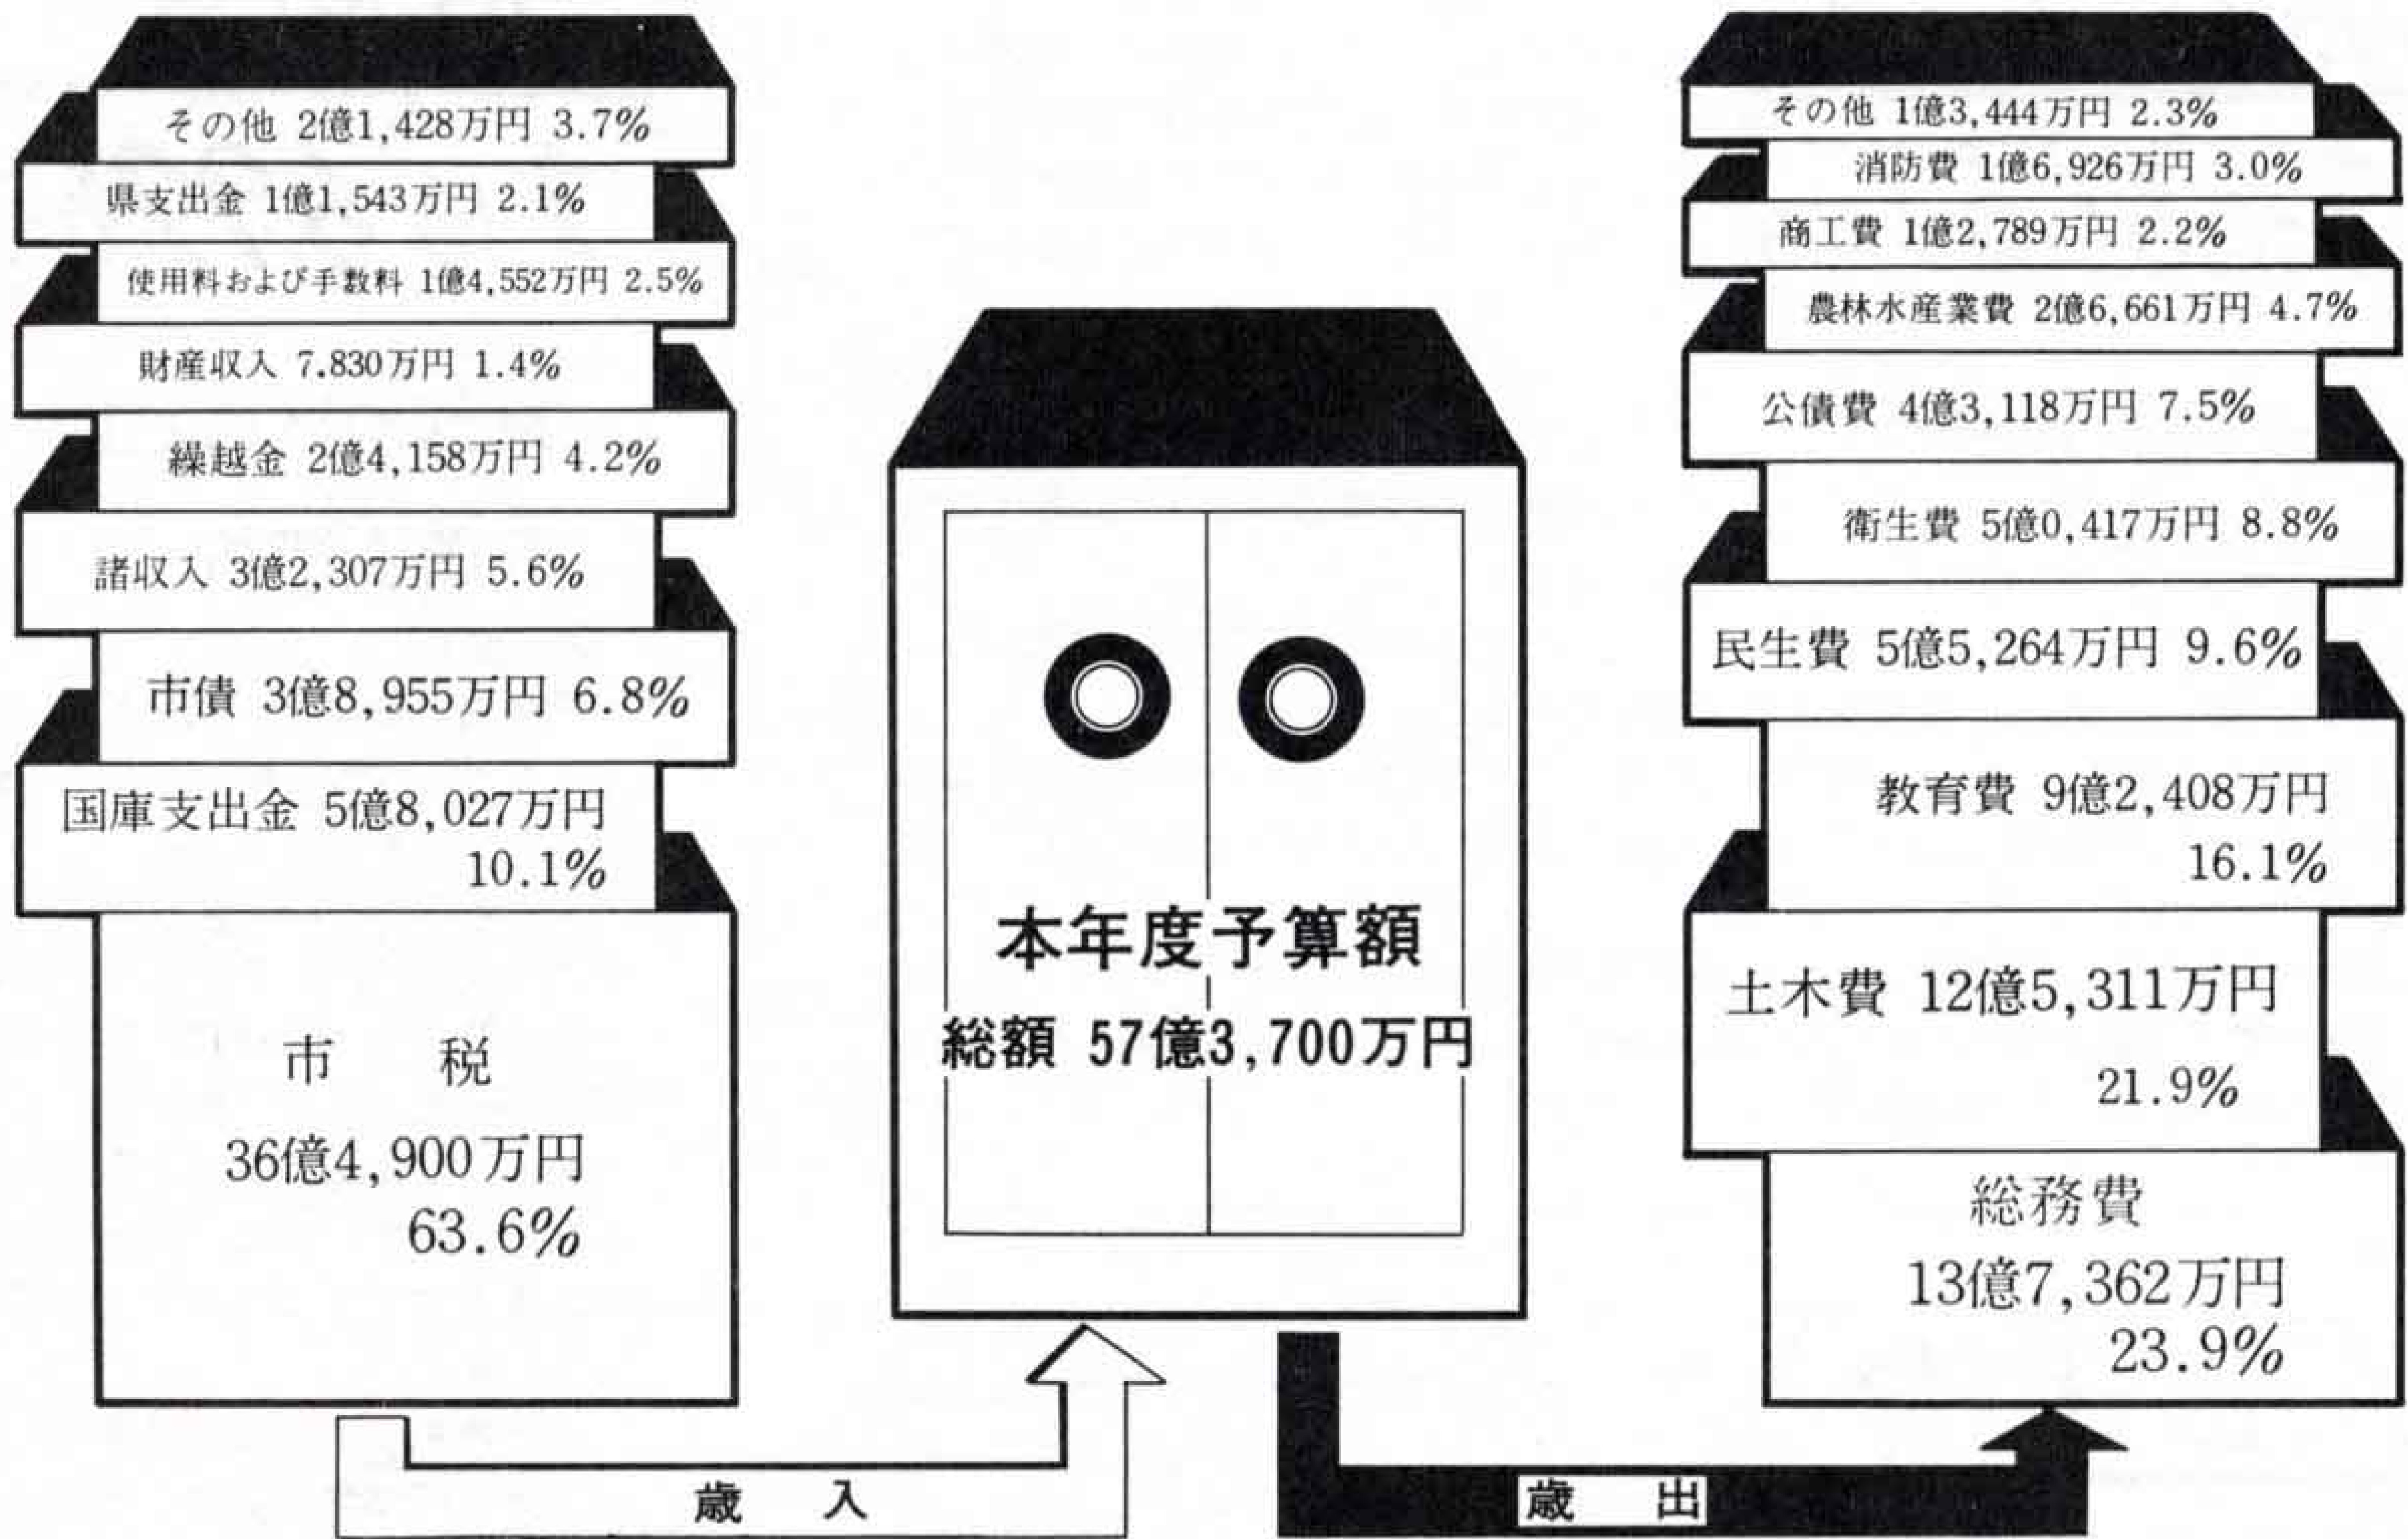 その他 2億1,428万円 3.7%
県支出金 1億1,543万円 2.1%
使用料および手数料 1億4,552万円 2.5%
財産収入 7.830万円 1.4%
繰越金 2億4,158万円 4.2%
諸収入 3億2,307万円 5.6%
市債 3億8,955万円 6.8%
国庫支出金 5億8,027万円
10.1%
市 税
36億4,900万円
63.6%
歳 入
本年度予算額
総額 57億3,700万円
その他 1億3,444万円 2.3%
消防費 1億6,926万円 3.0%
商工費 1億2,789万円 2.2%
農林水産業費 2億6,661万円 4.7%
公債費 4億3,118万円 7.5%
衛生費 5億0,417万円 8.8%
民生費 5億5,264万円 9.6%
教育費 9億2,408万円
16.1%
土木費 12億5,311万円
21.9%
総務費
13億7,362万円
23.9%
歳 出